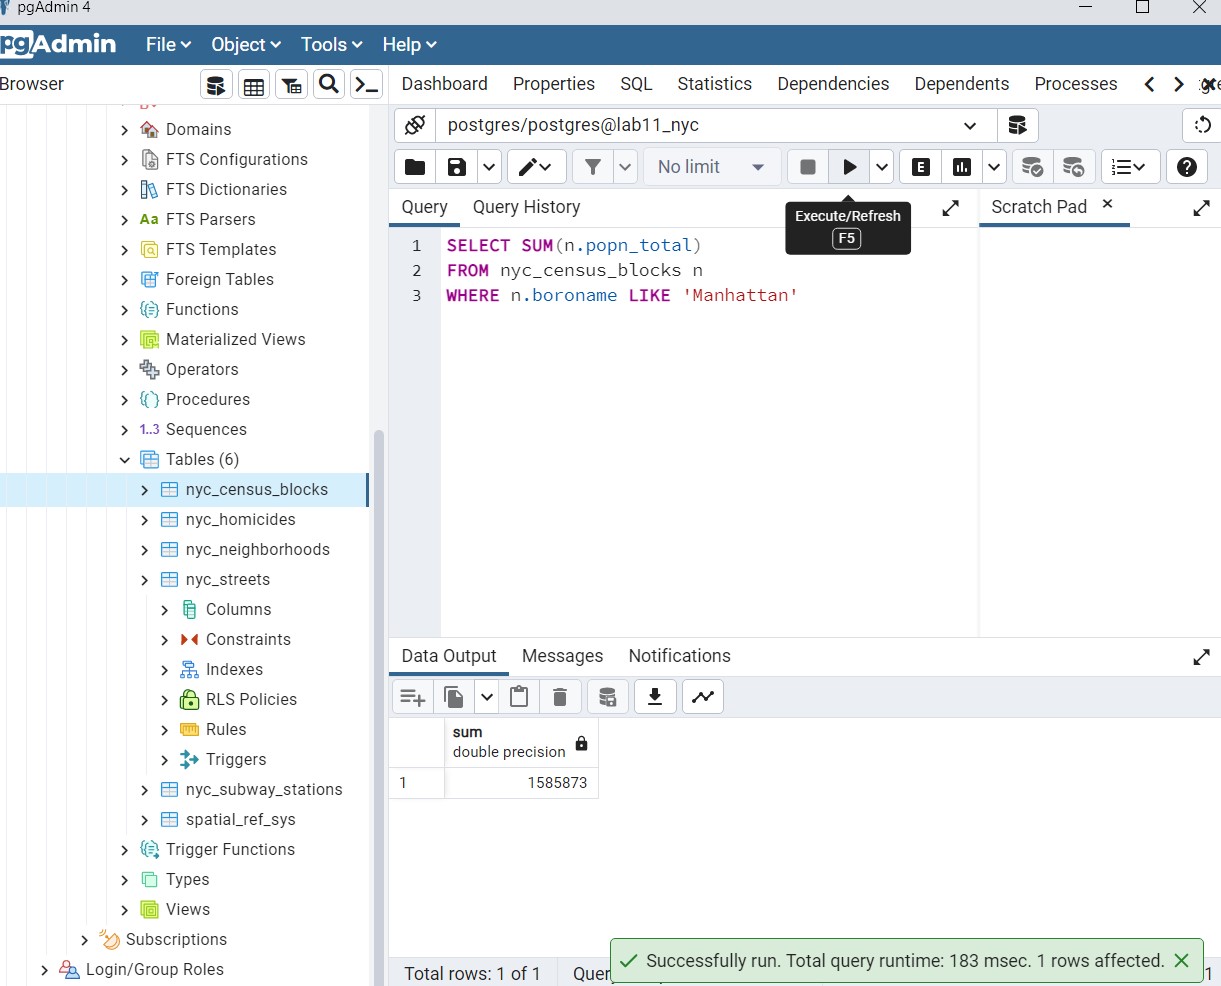 pgAdmin 4
pgAdmin
File Object Tools Help
Browser
Dashboard Properties SQL Statistics Dependencies Dependents Processes
Domains
FTS Configurations
FTS Dictionaries
Aa FTS Parsers
FTS Templates
Foreign Tables
Functions
Materialized Views
Operators
Procedures
1..3 Sequences
Tables (6)
nyc_census_blocks
nyc_homicides
nyc_neighborhoods
nyc_streets
Columns
Constraints
Indexes
RLS Policies
Rules
Triggers
nyc_subway_stations
spatial_ref_sys
Trigger Functions
Types
Views
Subscriptions
Login/Group Roles
postgres/postgres@lab11_nyc
No limit
E
Query Query History
Execute/Refresh
F5
Scratch Pad
1 SELECT SUM(n.popn_total)
2 FROM nyc_census_blocks n
3 WHERE n.boroname LIKE 'Manhattan'
Data Output Messages Notifications
sum
double precision
1 1585873
Total rows: 1 of 1
Successfully run. Total query runtime: 183 msec. 1 rows affected.